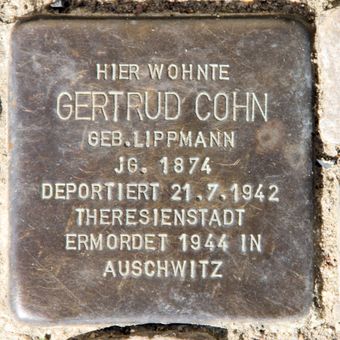 HIER WOHNTE
GERTRUD COHN
GEB. LIPPMANN
JG. 1874
DEPORTIERT 21.7.1942
THERESIENSTADT
ERMORDET 1944 IN
AUSCHWITZ